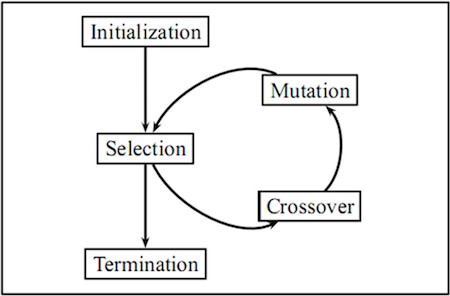 Initialization
Mutation
Selection
Crossover
Termination